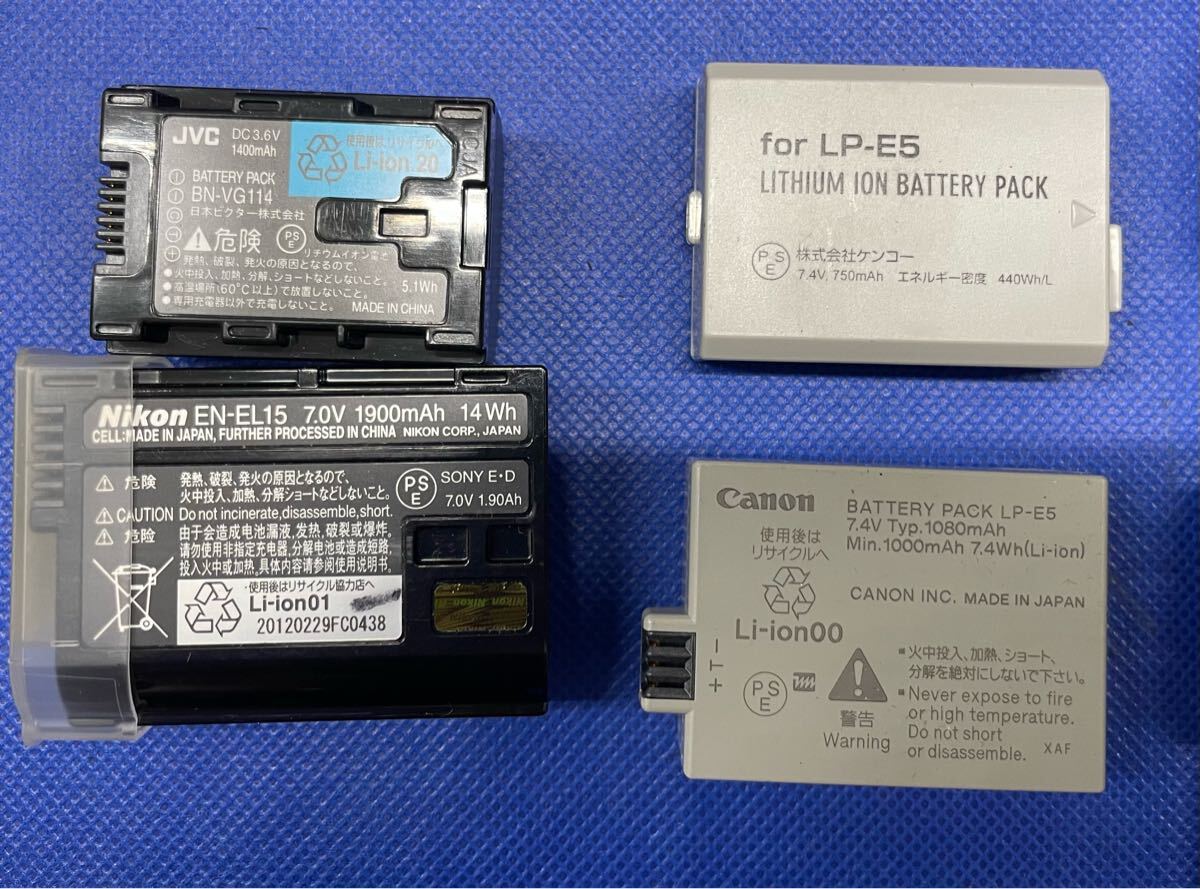 JVC
DC 3.6V
1400mAh
使用後は リサイクルへ
Li-ion 20
BATTERY PACK
BN-VG114
日本ビクター株式会社
危険
PS
E
リチウムイオン電池
発熱、破裂、発火の原因となるので、
●火中投入、加熱、分解、ショートなどしないこと。
●高温場所(60℃以上)で放置しないこと。
●専用充電器以外で充電しないこと。
5.1Wh
MADE IN CHINA
for LP-E5
LITHIUM ION BATTERY PACK
PS
E
株式会社ケンコー
7.4V, 750mAh エネルギー密度 440Wh/L
Nikon EN-EL15 7.0V 1900mAh 14Wh
CELL:MADE IN JAPAN, FURTHER PROCESSED IN CHINA NIKON CORP., JAPAN
危険 発熱、破裂、発火の原因となるので、
火中投入、加熱、分解ショートなどしないこと。
PS
E
SONY E・D
7.0V 1.90Ah
CAUTION Do not incinerate,disassemble,short.
危险 由于会造成电池漏液,发热,破裂或爆炸。
请勿使用非指定充电器,分解电池或造成短路,
投入火中或加热,具体内容请参阅使用说明书。
・使用後はリサイクル協力店へ
Li-ion01
20120229FC0438
Canon
BATTERY PACK LP-E5
7.4V Typ.1080mAh
Min.1000mAh 7.4Wh(Li-ion)
使用後は
リサイクルへ
Li-ion00
CANON INC. MADE IN JAPAN
+ T -
PS
E
警告
Warning
▪火中投入、加熱、ショート、
分解を絶対にしないで下さい。
▪Never expose to fire
or high temperature.
Do not short
or disassemble.
XAF